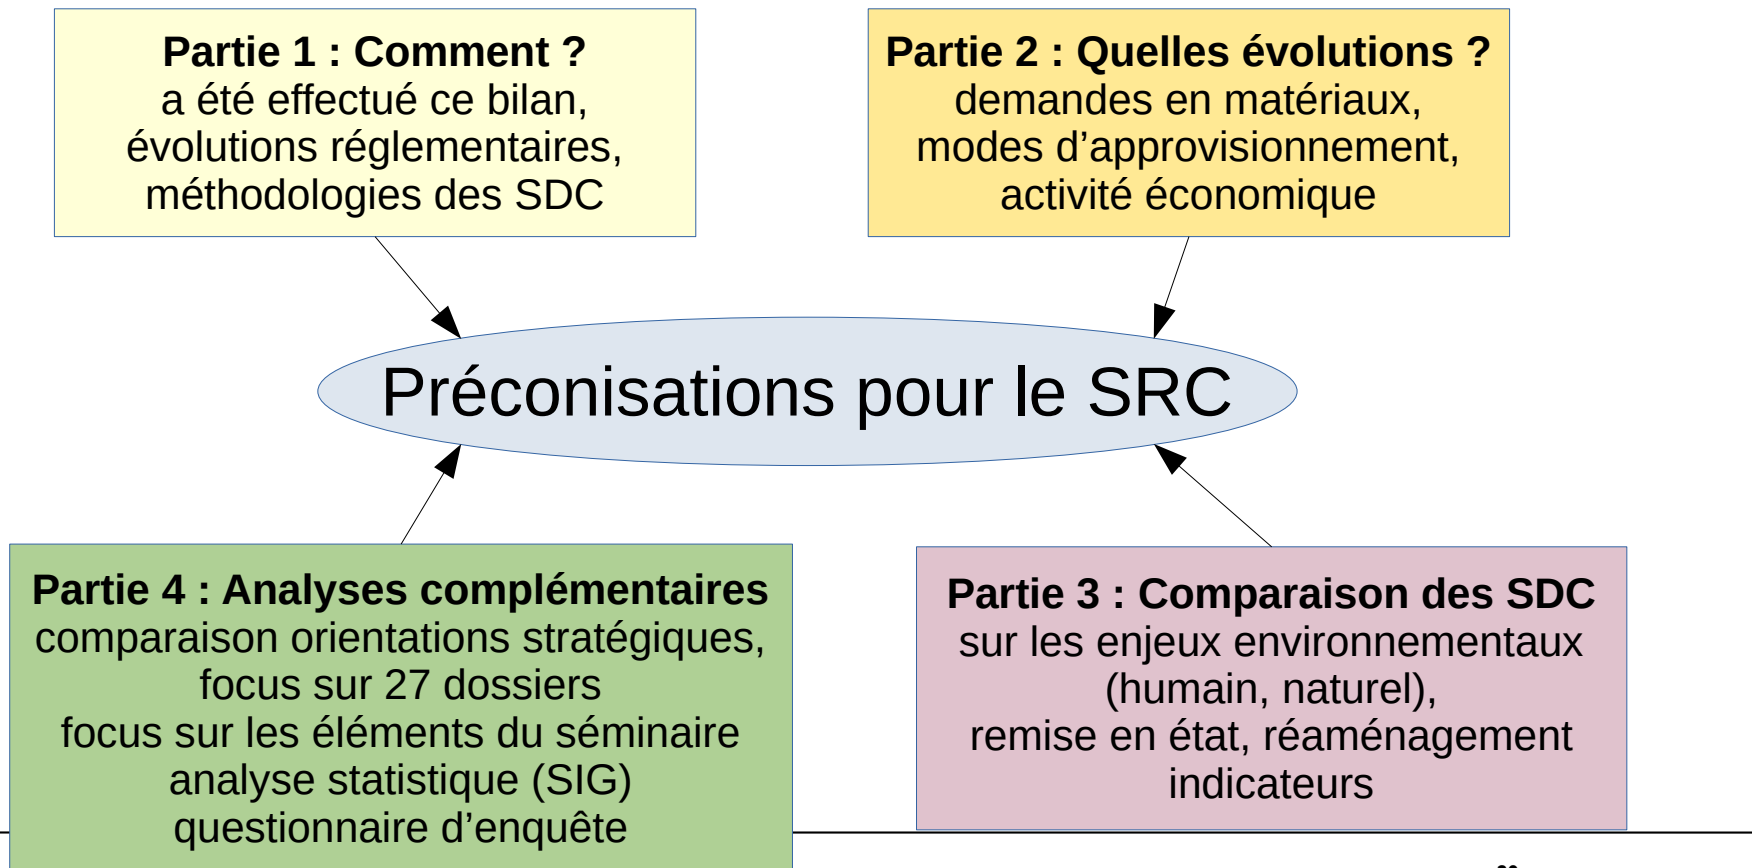 Partie 1 : Comment ?
a été effectué ce bilan,
évolutions réglementaires,
méthodologies des SDC
Partie 2 : Quelles évolutions ?
demandes en matériaux,
modes d’approvisionnement,
activité économique
Préconisations pour le SRC
Partie 4 : Analyses complémentaires
comparaison orientations stratégiques,
focus sur 27 dossiers
focus sur les éléments du séminaire
analyse statistique (SIG)
questionnaire d’enquête
Partie 3 : Comparaison des SDC
sur les enjeux environnementaux
(humain, naturel),
remise en état, réaménagement
indicateurs